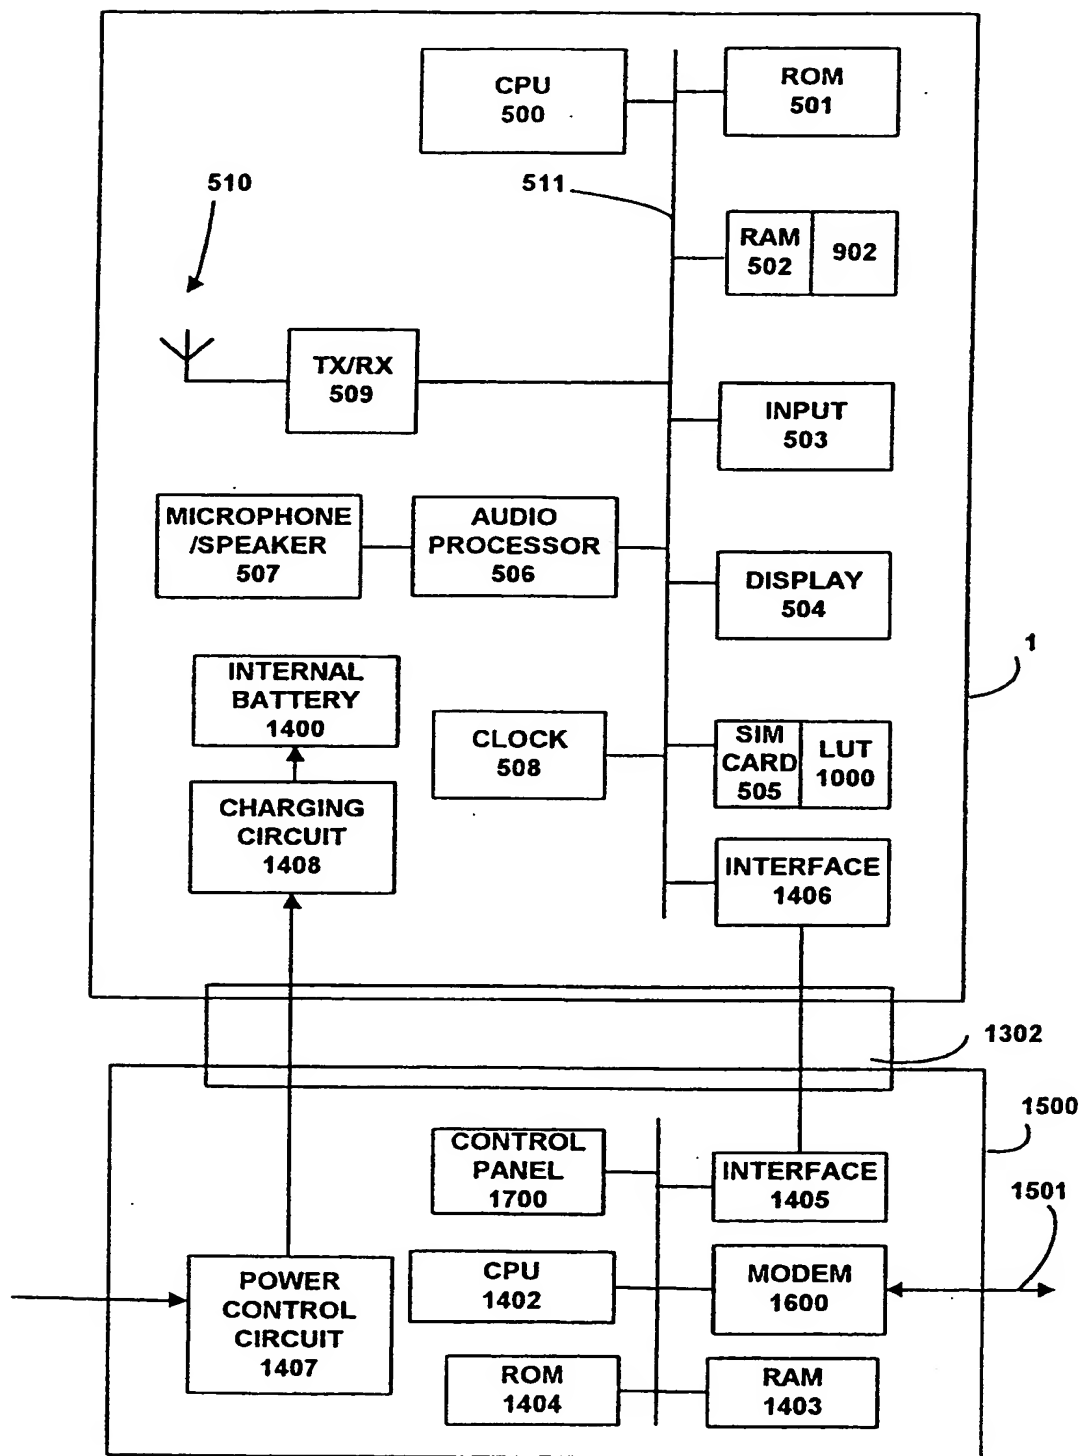 CPU
500
ROM
501
510
511
RAM
502
902
TX/RX
509
INPUT
503
MICROPHONE
/SPEAKER
507
AUDIO
PROCESSOR
506
DISPLAY
504
1
INTERNAL
BATTERY
1400
CLOCK
508
SIM
CARD
505
LUT
1000
CHARGING
CIRCUIT
1408
INTERFACE
1406
1302
1500
CONTROL
PANEL
1700
INTERFACE
1405
1501
POWER
CONTROL
CIRCUIT
1407
CPU
1402
MODEM
1600
ROM
1404
RAM
1403